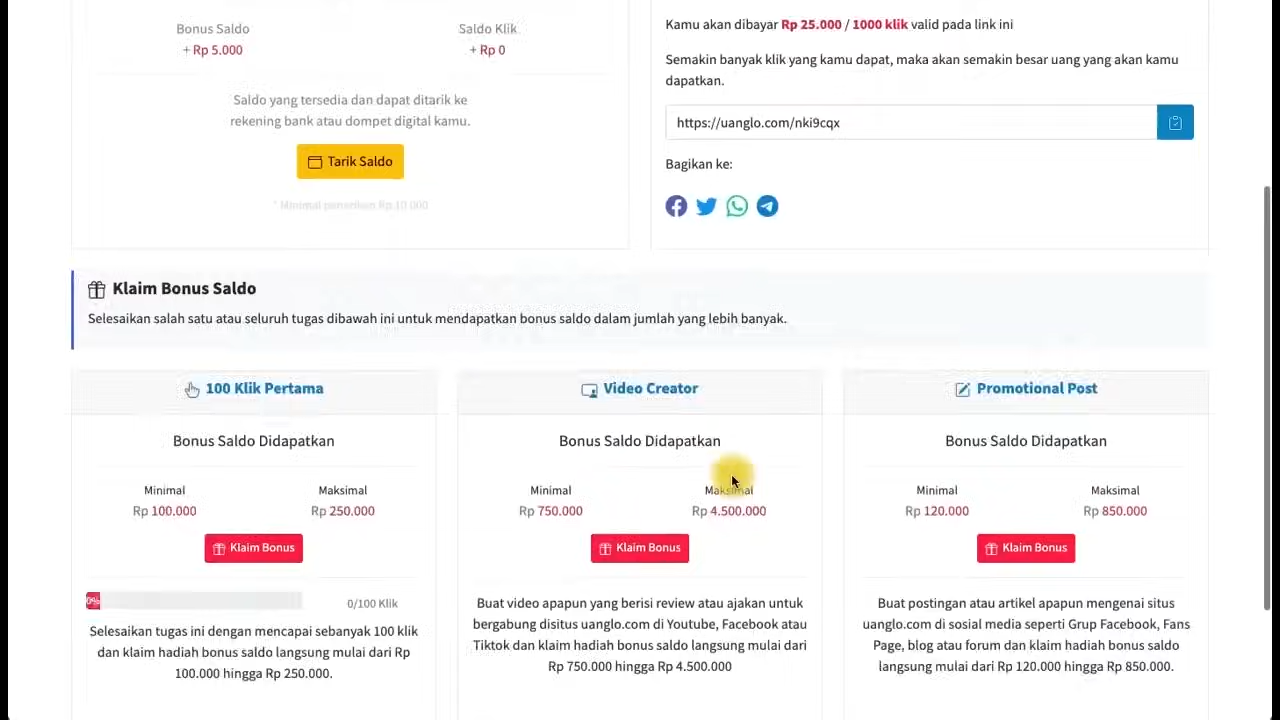 Bonus Saldo
+ Rp 5.000
Saldo Klik
+ Rp 0
Saldo yang tersedia dan dapat ditarik ke
rekening bank atau dompet digital kamu.
Tarik Saldo
* Minimal penarikan Rp 10.000
Kamu akan dibayar Rp 25.000 / 1000 klik valid pada link ini
Semakin banyak klik yang kamu dapat, maka akan semakin besar uang yang akan kamu
dapatkan.
https://uanglo.com/nki9cqx
Bagikan ke:
Klaim Bonus Saldo
Selesaikan salah satu atau seluruh tugas dibawah ini untuk mendapatkan bonus saldo dalam jumlah yang lebih banyak.
100 Klik Pertama
Bonus Saldo Didapatkan
Minimal
Maksimal
Rp 100.000
Rp 250.000
Klaim Bonus
0%
0/100 Klik
Selesaikan tugas ini dengan mencapai sebanyak 100 klik
dan klaim hadiah bonus saldo langsung mulai dari Rp
100.000 hingga Rp 250.000.
Video Creator
Bonus Saldo Didapatkan
Minimal
Maksimal
Rp 750.000
Rp 4.500.000
Klaim Bonus
Buat video apapun yang berisi review atau ajakan untuk
bergabung disitus uanglo.com di Youtube, Facebook atau
Tiktok dan klaim hadiah bonus saldo langsung mulai dari
Rp 750.000 hingga Rp 4.500.000
Promotional Post
Bonus Saldo Didapatkan
Minimal
Maksimal
Rp 120.000
Rp 850.000
Klaim Bonus
Buat postingan atau artikel apapun mengenai situs
uanglo.com di sosial media seperti Grup Facebook, Fans
Page, blog atau forum dan klaim hadiah bonus saldo
langsung mulai dari Rp 120.000 hingga Rp 850.000.